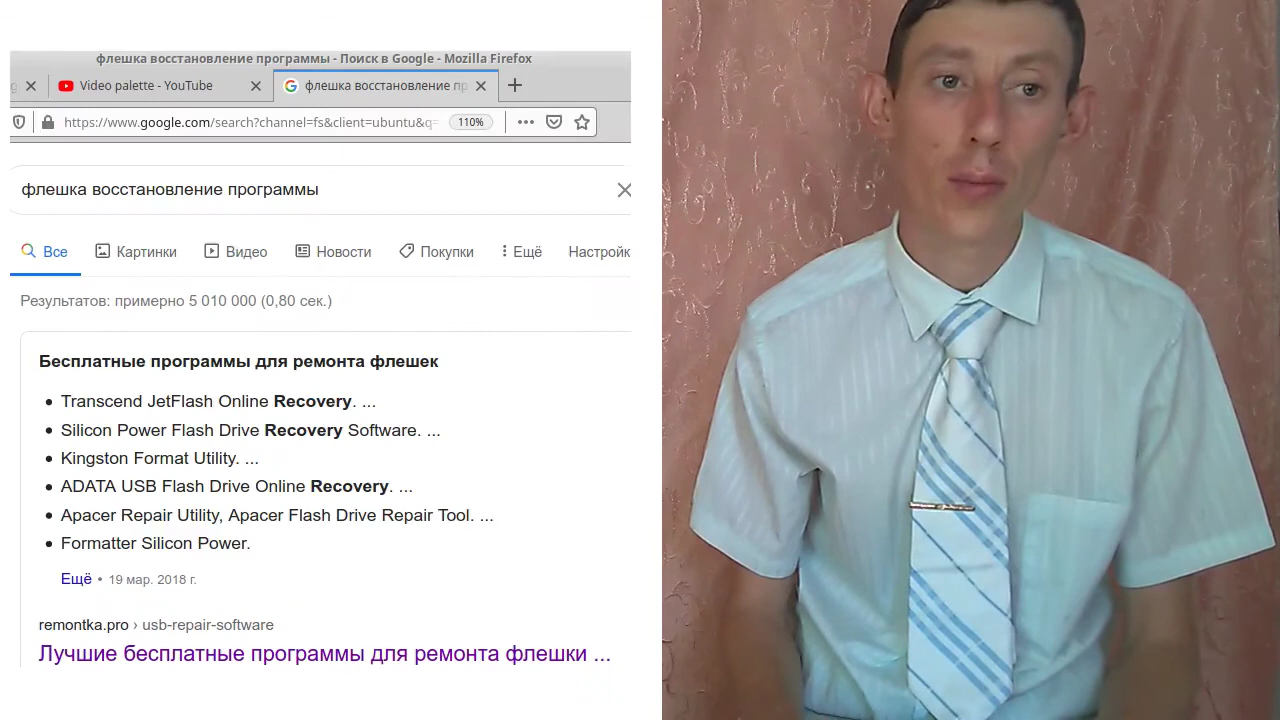 флешка восстановление программы - Поиск в Google - Mozilla Firefox
Video palette - YouTube
флешка восстановление пр
https://www.google.com/search?channel=fs&client=ubuntu&q=
110%
флешка восстановление программы
Все Картинки Видео Новости Покупки Ещё Настройк
Результатов: примерно 5 010 000 (0,80 сек.)
Бесплатные программы для ремонта флешек
Transcend JetFlash Online Recovery. ...
Silicon Power Flash Drive Recovery Software. ...
Kingston Format Utility. ...
ADATA USB Flash Drive Online Recovery. ...
Apacer Repair Utility, Apacer Flash Drive Repair Tool. ...
Formatter Silicon Power.
Ещё • 19 мар. 2018 г.
remontka.pro › usb-repair-software
Лучшие бесплатные программы для ремонта флешки ...